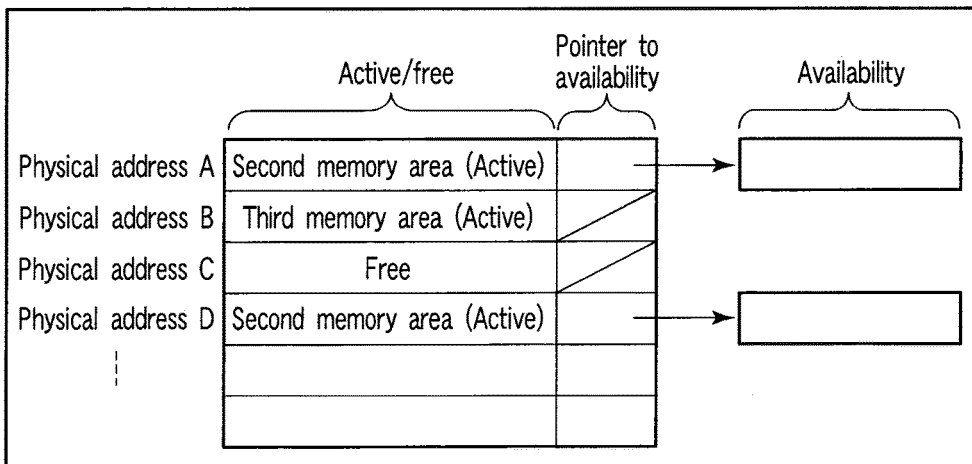 Active/free
Pointer to
availability
Availability
Physical address A Second memory area (Active)
Physical address B Third memory area (Active)
Physical address C Free
Physical address D Second memory area (Active)